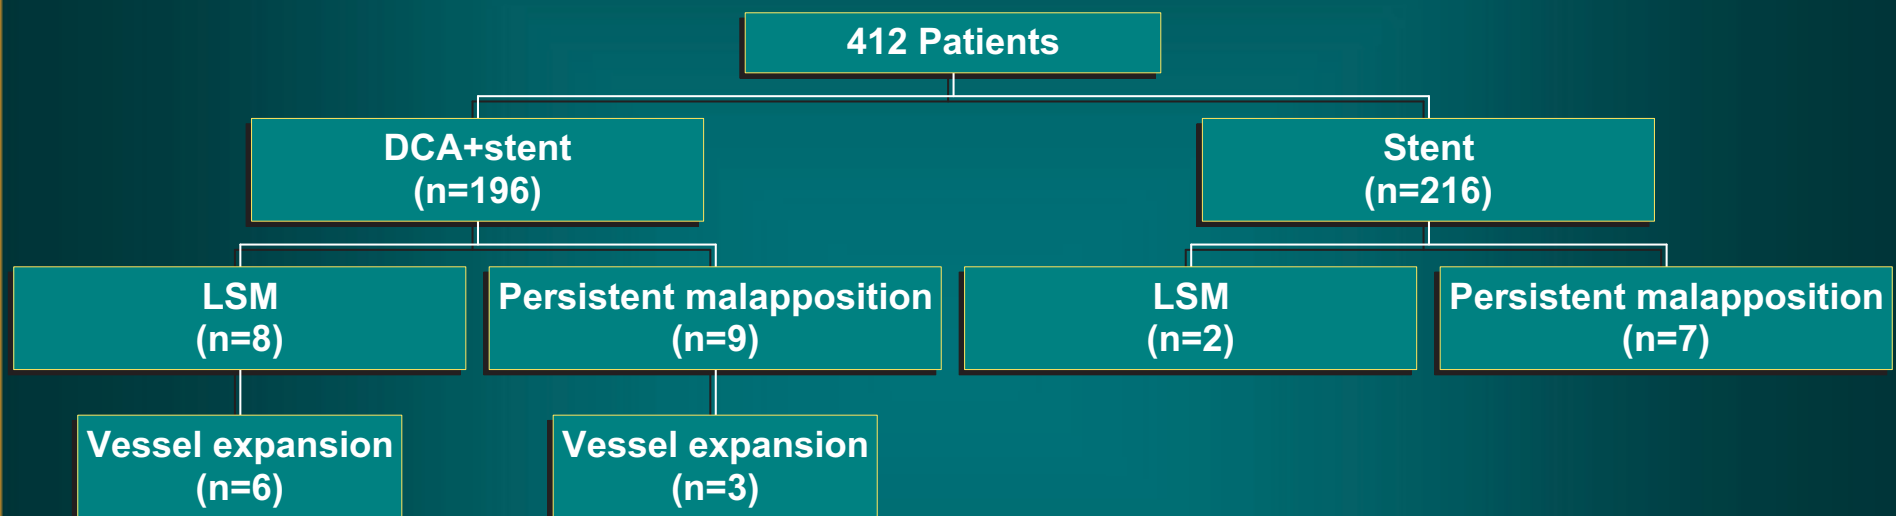 412 Patients
DCA+stent
(n=196)
Stent
(n=216)
LSM
(n=8)
Persistent malapposition
(n=9)
LSM
(n=2)
Persistent malapposition
(n=7)
Vessel expansion
(n=6)
Vessel expansion
(n=3)